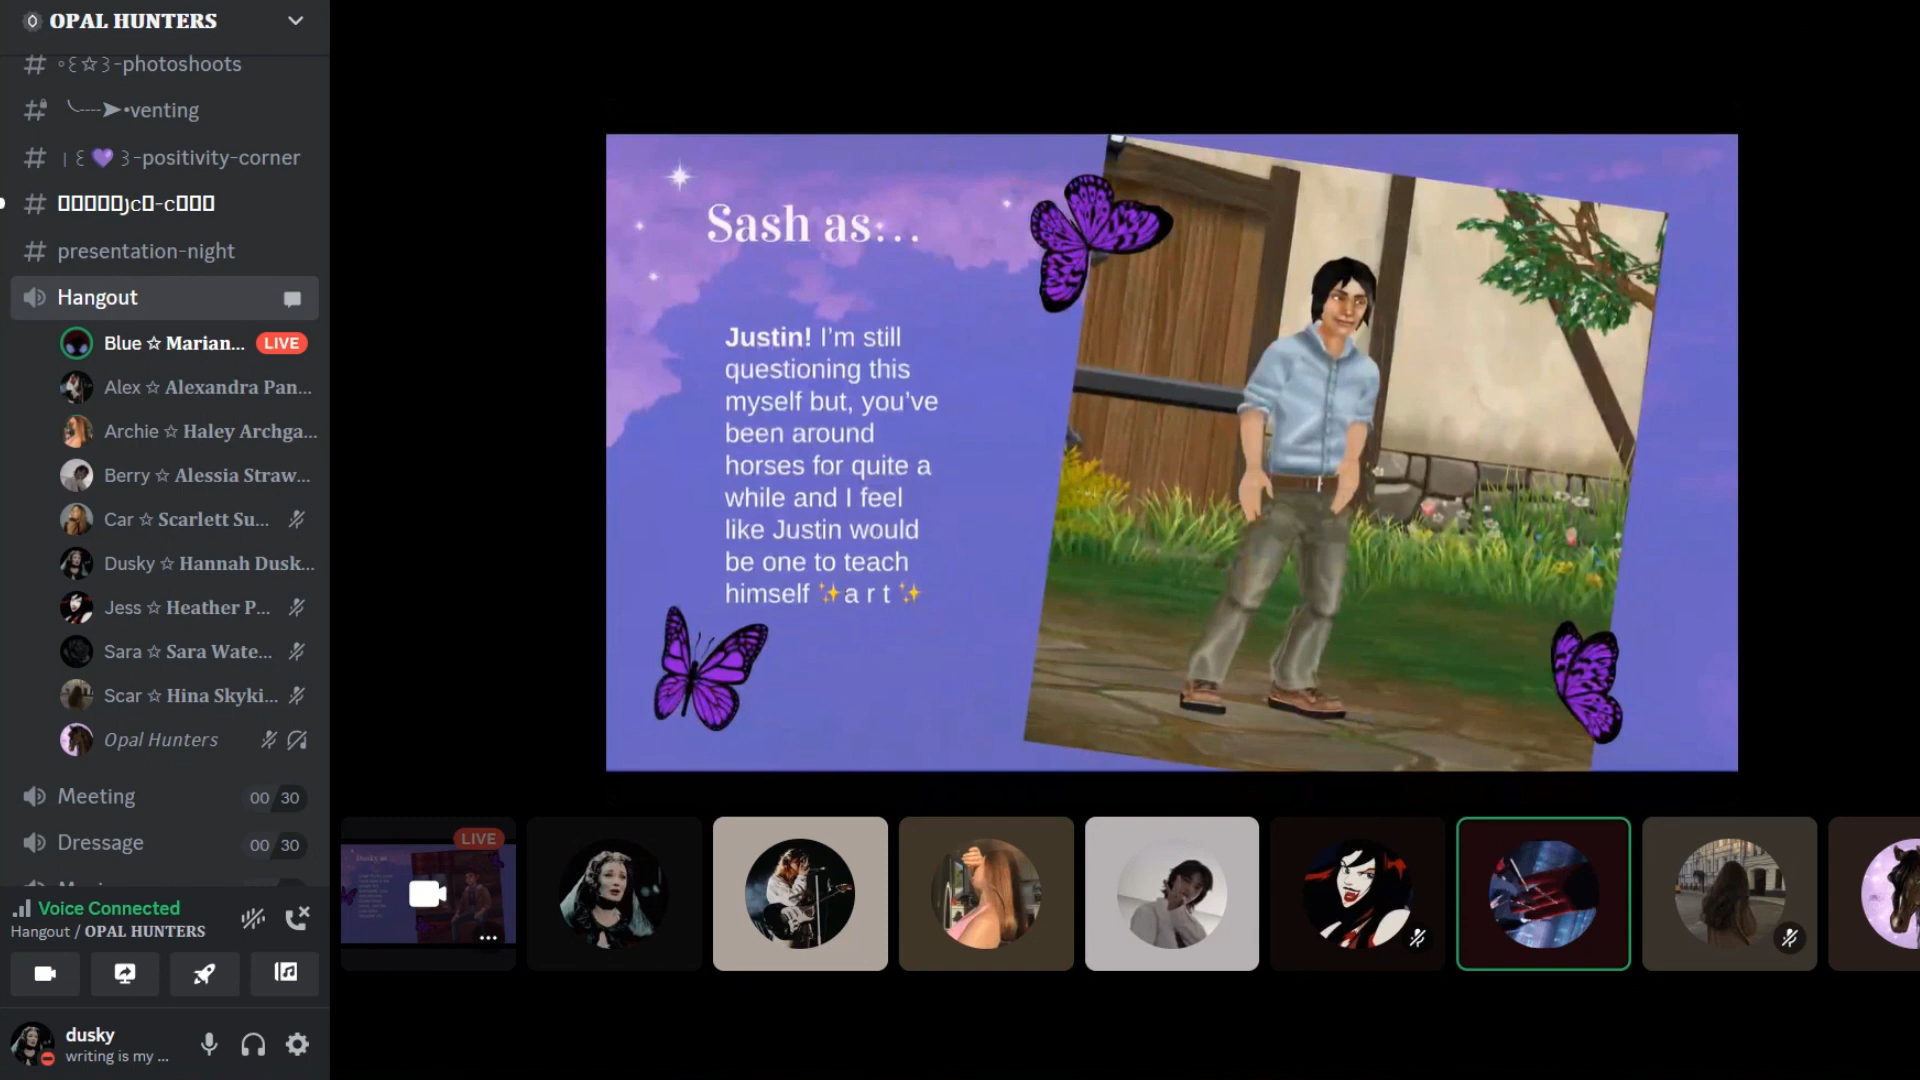 OPAL HUNTERS
# ∘꒰☆꒱-photoshoots
# ╰┈➤•venting
# ꒰💜꒱-positivity-corner
# presentation-night
Hangout
Blue ☆ Marian... LIVE
Alex ☆ Alexandra Pan...
Archie ☆ Haley Archga...
Berry ☆ Alessia Straw...
Car ☆ Scarlett Su...
Dusky ☆ Hannah Dusk...
Jess ☆ Heather P...
Sara ☆ Sara Wate...
Scar ☆ Hina Skyki...
Opal Hunters
Meeting 00 30
Dressage 00 30
Voice Connected
Hangout / OPAL HUNTERS
dusky
writing is my ...
Sash as...
Justin! I'm still
questioning this
myself but, you've
been around
horses for quite a
while and I feel
like Justin would
be one to teach
himself ✨a r t✨
LIVE